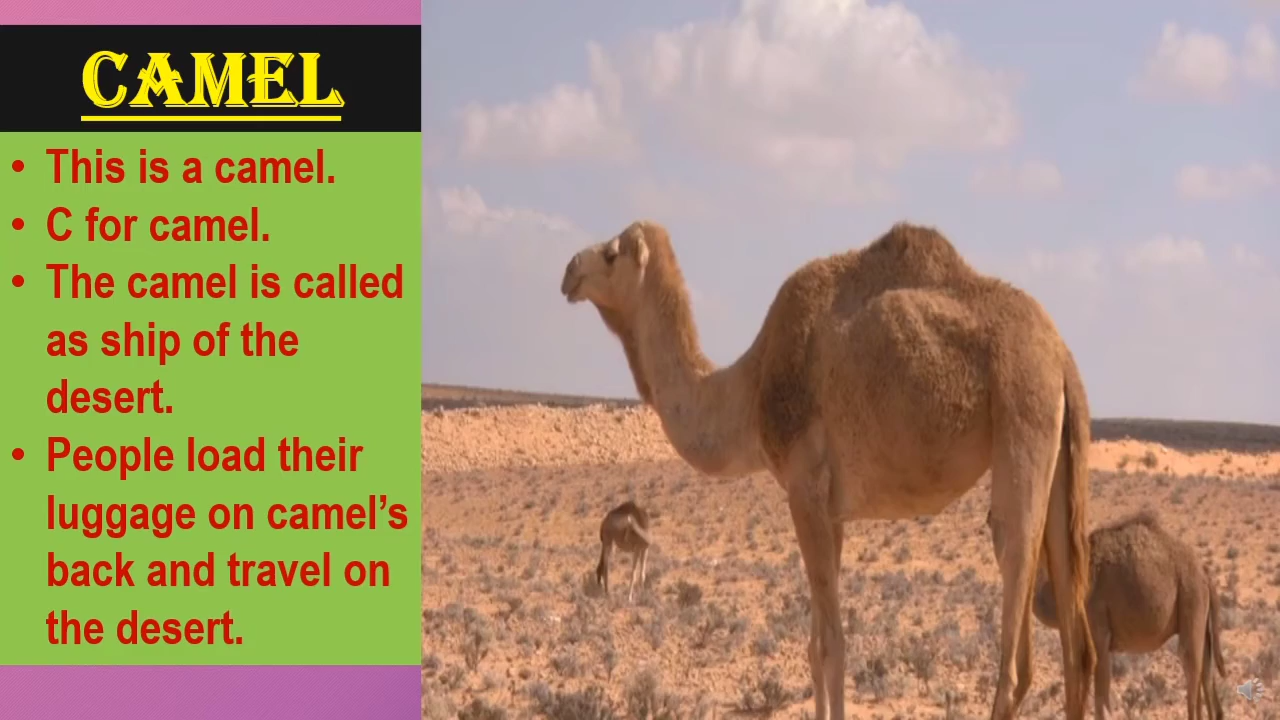 CAMEL
• This is a camel.
• C for camel.
• The camel is called
as ship of the
desert.
• People load their
luggage on camel’s
back and travel on
the desert.